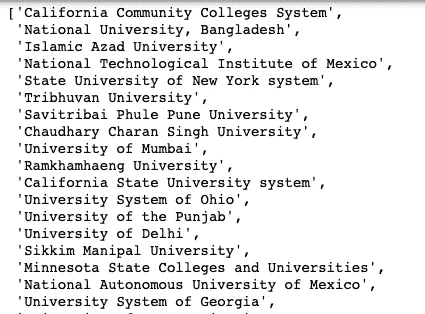 ['California Community Colleges System',
'National University, Bangladesh',
'Islamic Azad University',
'National Technological Institute of Mexico',
'State University of New York system',
'Tribhuvan University',
'Savitribai Phule Pune University',
'Chaudhary Charan Singh University',
'University of Mumbai',
'Ramkhamhaeng University',
'California State University system',
'University System of Ohio',
'University of the Punjab',
'University of Delhi',
'Sikkim Manipal University',
'Minnesota State Colleges and Universities',
'National Autonomous University of Mexico',
'University System of Georgia',